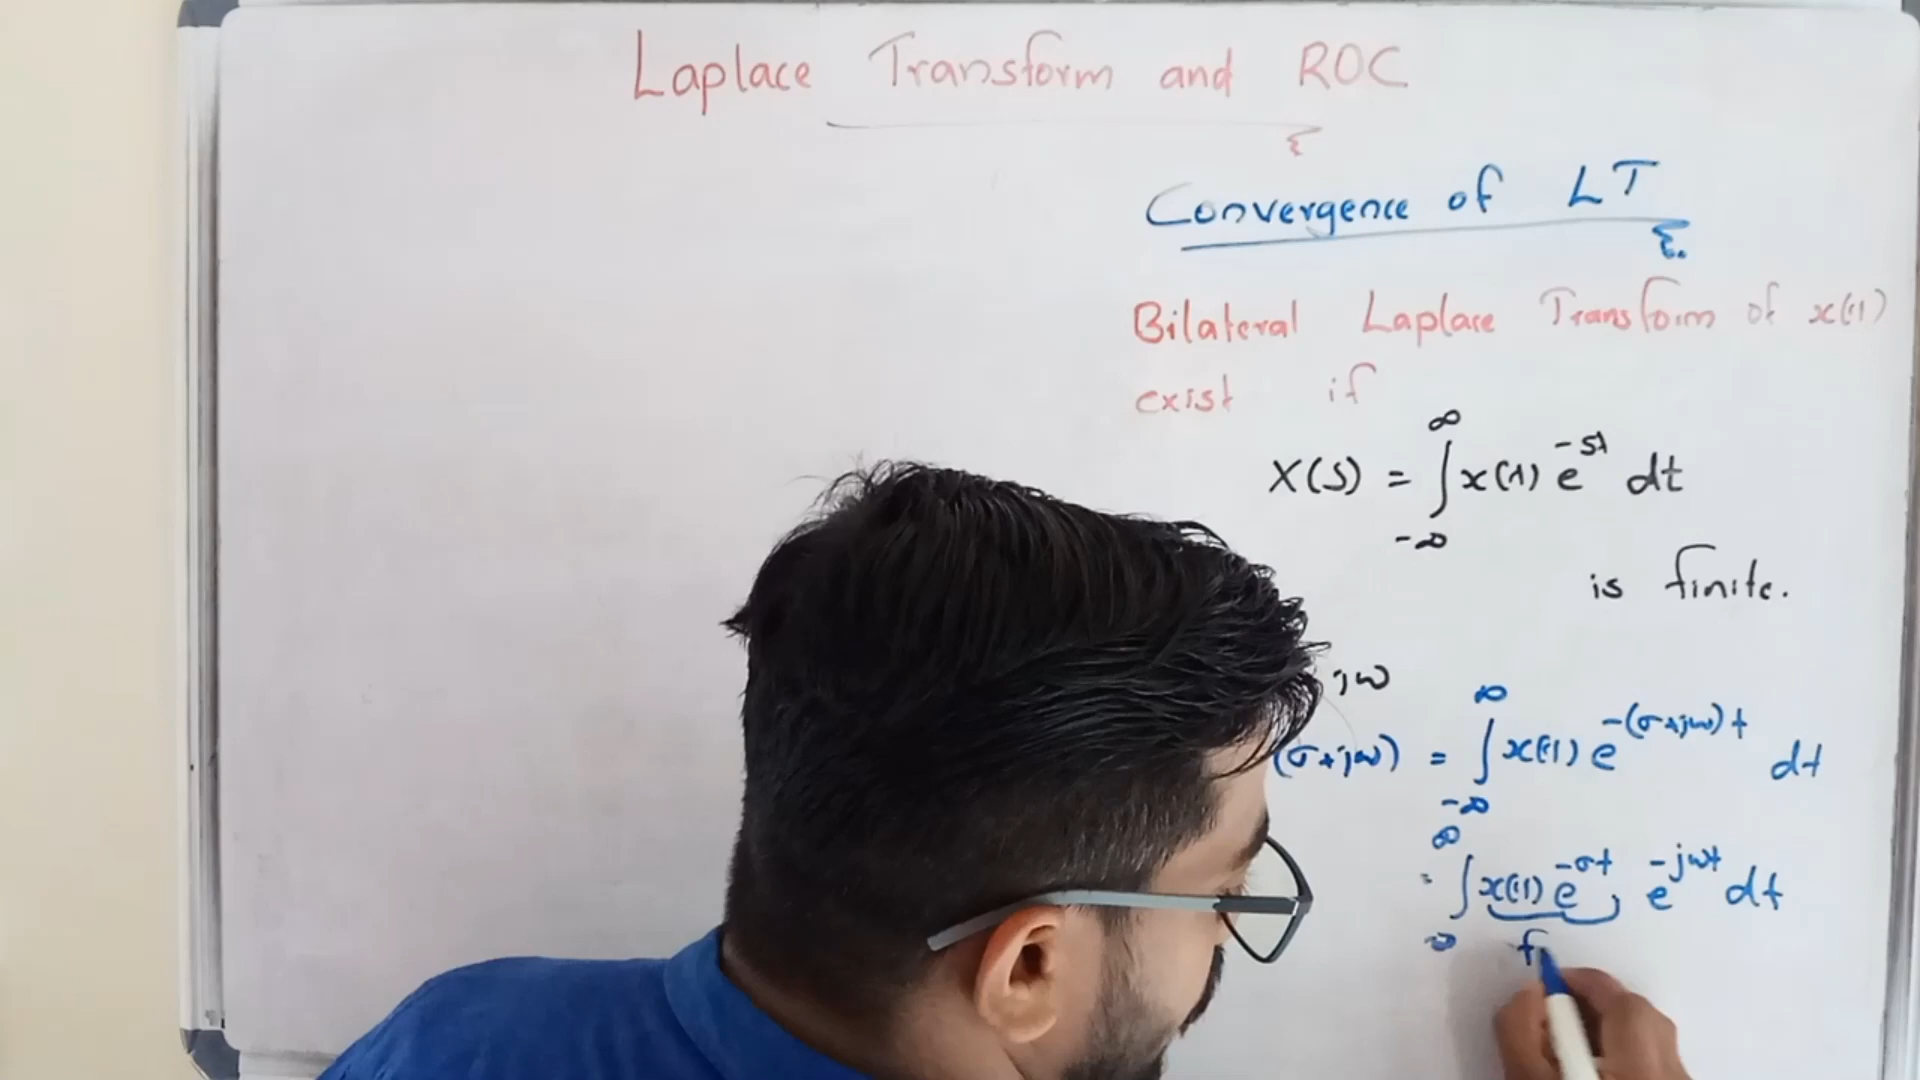 Laplace Transform and ROC
Convergence of LT
Bilateral Laplace Transform of x(t)
exist if
X(S) = ∫_{-∞}^{∞} x(t) e^{-st} dt
is finite.
jω
(σ+jω) = ∫_{-∞}^{∞} x(t) e^{-(σ+jω)t} dt
∫_{∞}^{∞} x(t) e^{-σt} e^{-jωt} dt
f